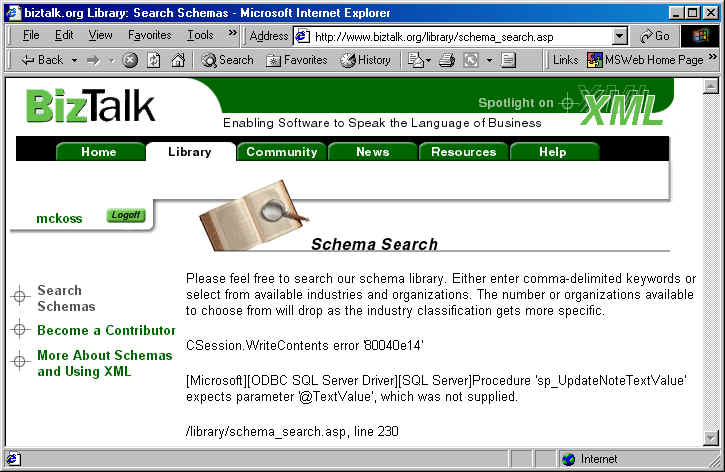 biztalk.org Library: Search Schemas - Microsoft Internet Explorer
File Edit View Favorites Tools » Address http://www.biztalk.org/library/schema_search.asp Go
Back Search Favorites History » Links MSWeb Home Page »
BizTalk
Spotlight on XML
Enabling Software to Speak the Language of Business
Home Library Community News Resources Help
mckoss Logoff
Schema Search
Search
Schemas
Become a Contributor
More About Schemas
and Using XML
Please feel free to search our schema library. Either enter comma-delimited keywords or
select from available industries and organizations. The number or organizations available
to choose from will drop as the industry classification gets more specific.
CSession.WriteContents error '80040e14'
[Microsoft][ODBC SQL Server Driver][SQL Server]Procedure 'sp_UpdateNoteTextValue'
expects parameter '@TextValue', which was not supplied.
/library/schema_search.asp, line 230
Internet